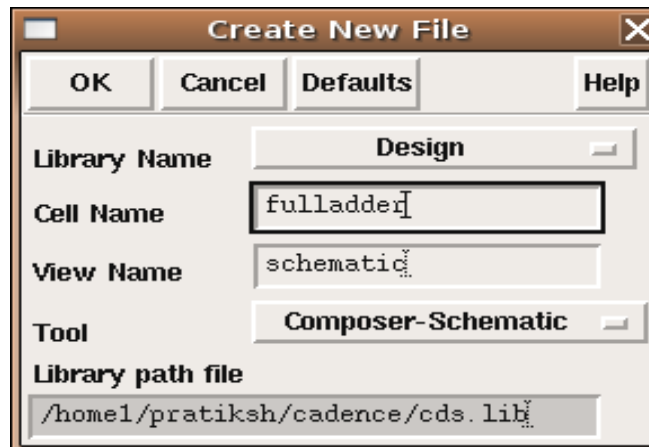 Create New File
OK Cancel Defaults Help
Library Name Design
Cell Name fulladder
View Name schematic
Tool Composer-Schematic
Library path file
/home1/pratiksh/cadence/cds.lib